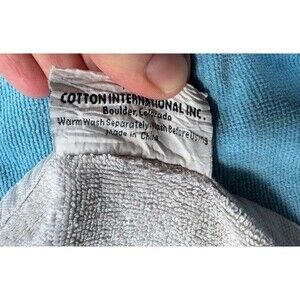 COTTON INTERNATIONAL INC.
Boulder, Colorado
Warm Wash Separately-Wash Before Using
Made in China